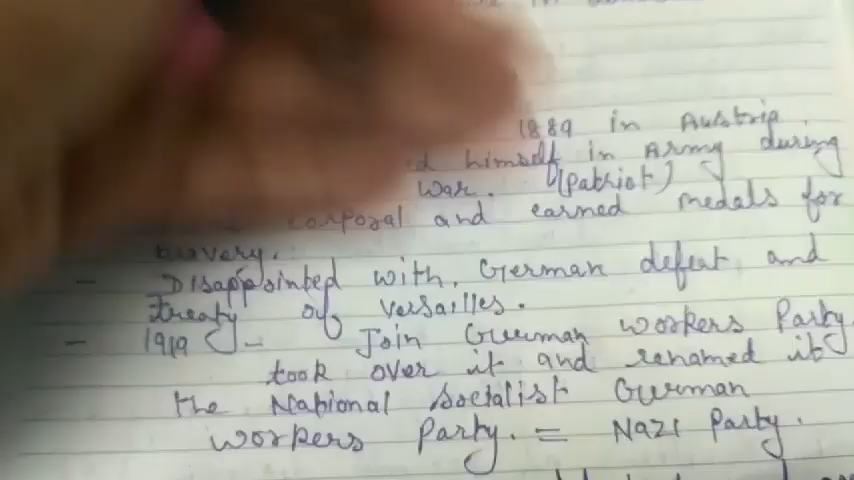 1889 in Austria
himself in Army during
war. (Patriot)
corporal and earned medals for
bravery.
- Disappointed with German defeat and
treaty of Versailles.
- 1919 - Join German workers Party
took over it and renamed it
the National Socialist German
workers Party. = Nazi Party.